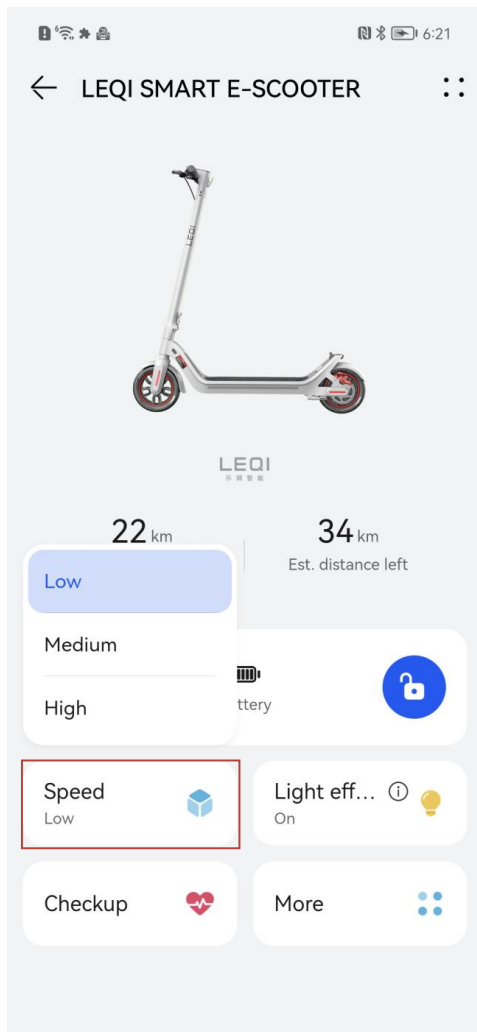 6:21
LEQI SMART E-SCOOTER
LEQI
LEQI
乐骑智能
22 km
34 km
Est. distance left
Low
Medium
High
ttery
Speed
Low
Light eff...
On
Checkup
More